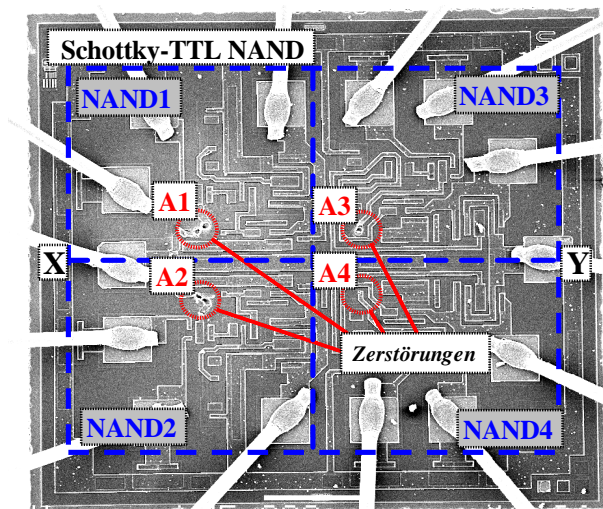 Schottky-TTL NAND
NAND1
NAND3
A1
A3
X
Y
A2
A4
Zerstörungen
NAND2
NAND4